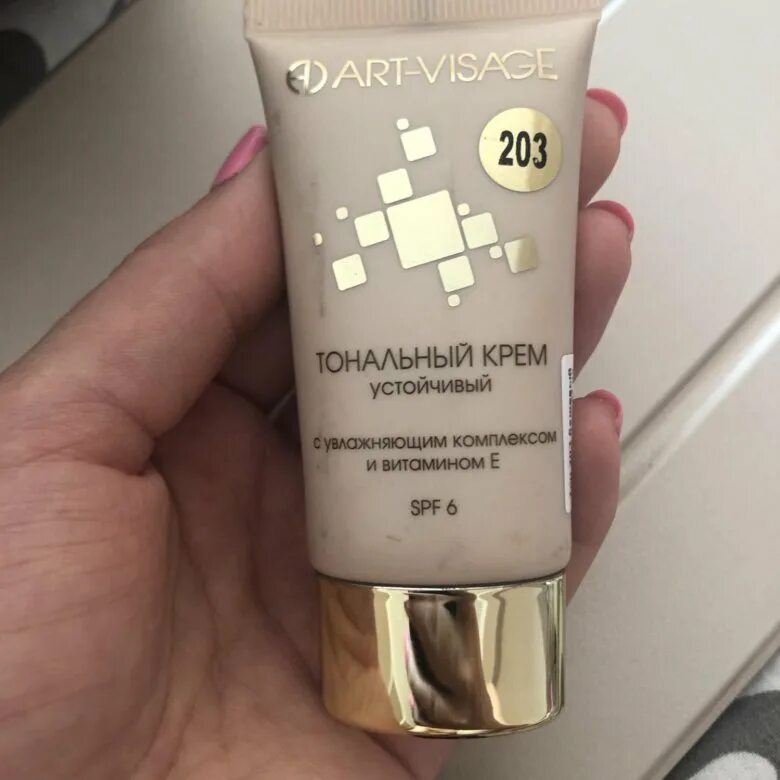 ART-VISAGE
203
ТОНАЛЬНЫЙ КРЕМ
УСТОЙЧИВЫЙ
С УВЛАЖНЯЮЩИМ КОМПЛЕКСОМ
И ВИТАМИНОМ Е
SPF 6